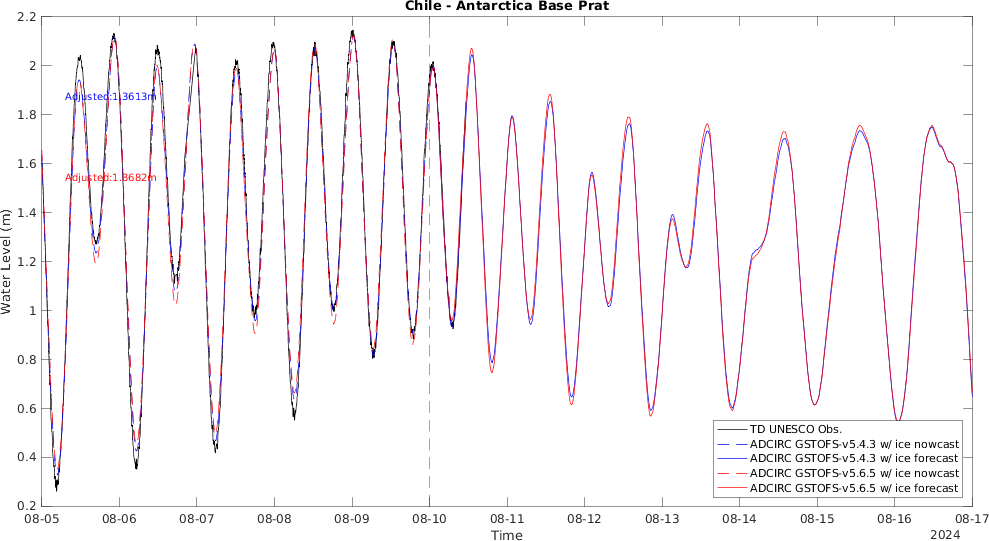 Chile - Antarctica Base Prat
2.2
2
1.8
1.6
1.4
1.2
1
0.8
0.6
0.4
0.2
Water Level (m)
Adjusted:1.3613m
Adjusted:1.8682m
TD UNESCO Obs.
ADCIRC GSTOFS-v5.4.3 w/ ice nowcast
ADCIRC GSTOFS-v5.4.3 w/ ice forecast
ADCIRC GSTOFS-v5.6.5 w/ ice nowcast
ADCIRC GSTOFS-v5.6.5 w/ ice forecast
08-05 08-06 08-07 08-08 08-09 08-10 08-11 08-12 08-13 08-14 08-15 08-16 08-17
Time
2024